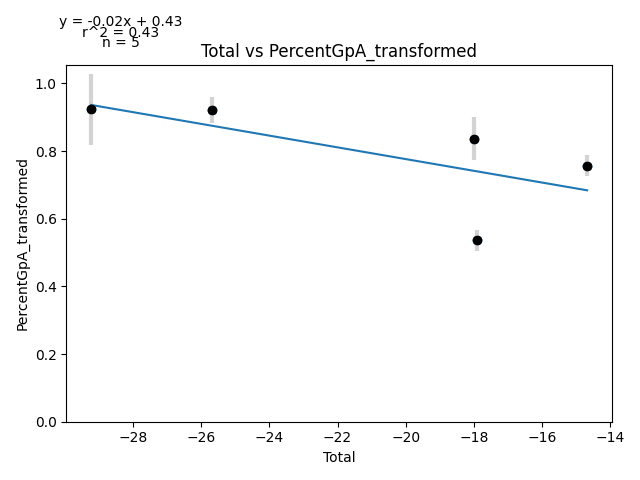 y = -0.02x + 0.43
r^2 = 0.43
n = 5
Total vs PercentGpA_transformed
PercentGpA_transformed
1.0
0.8
0.6
0.4
0.2
0.0
−28 −26 −24 −22 −20 −18 −16 −14
Total